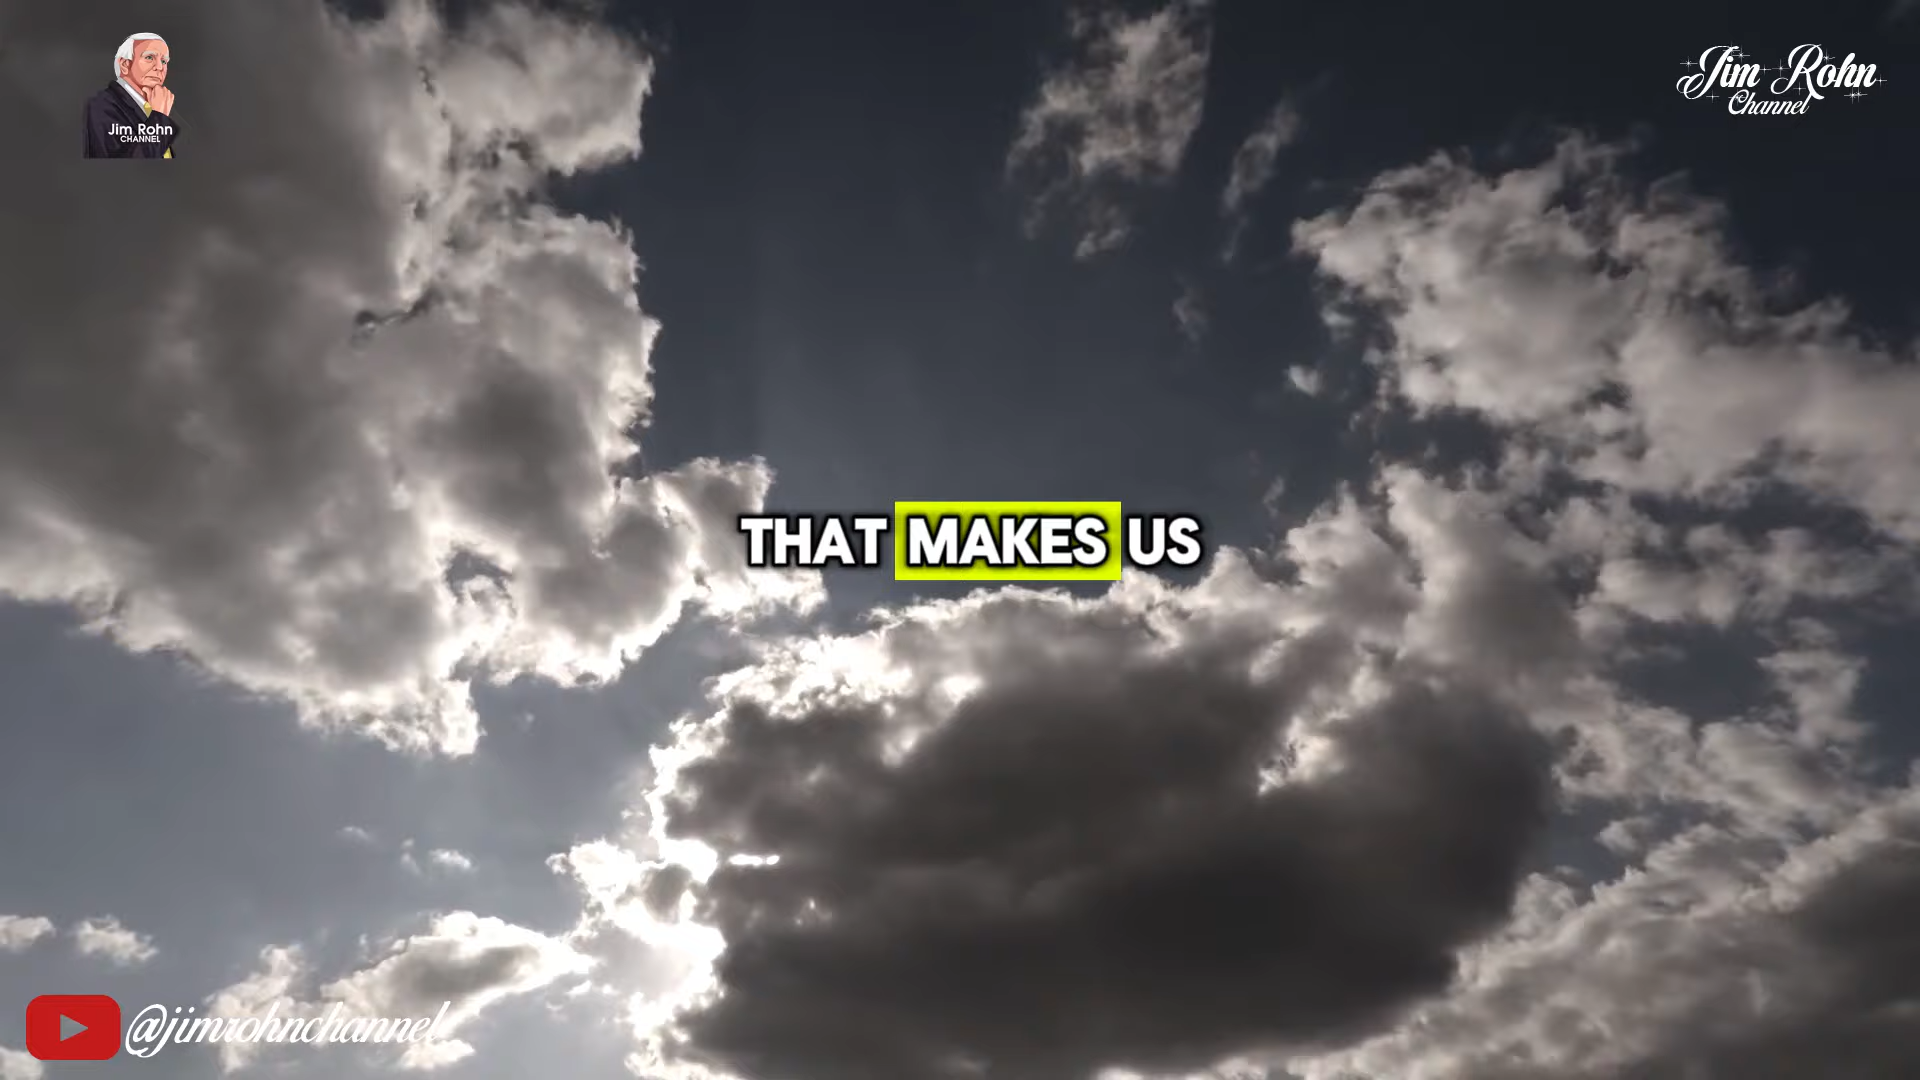 Jim Rohn
CHANNEL
Jim Rohn
Channel
THAT MAKES US
@jimrohnchannel